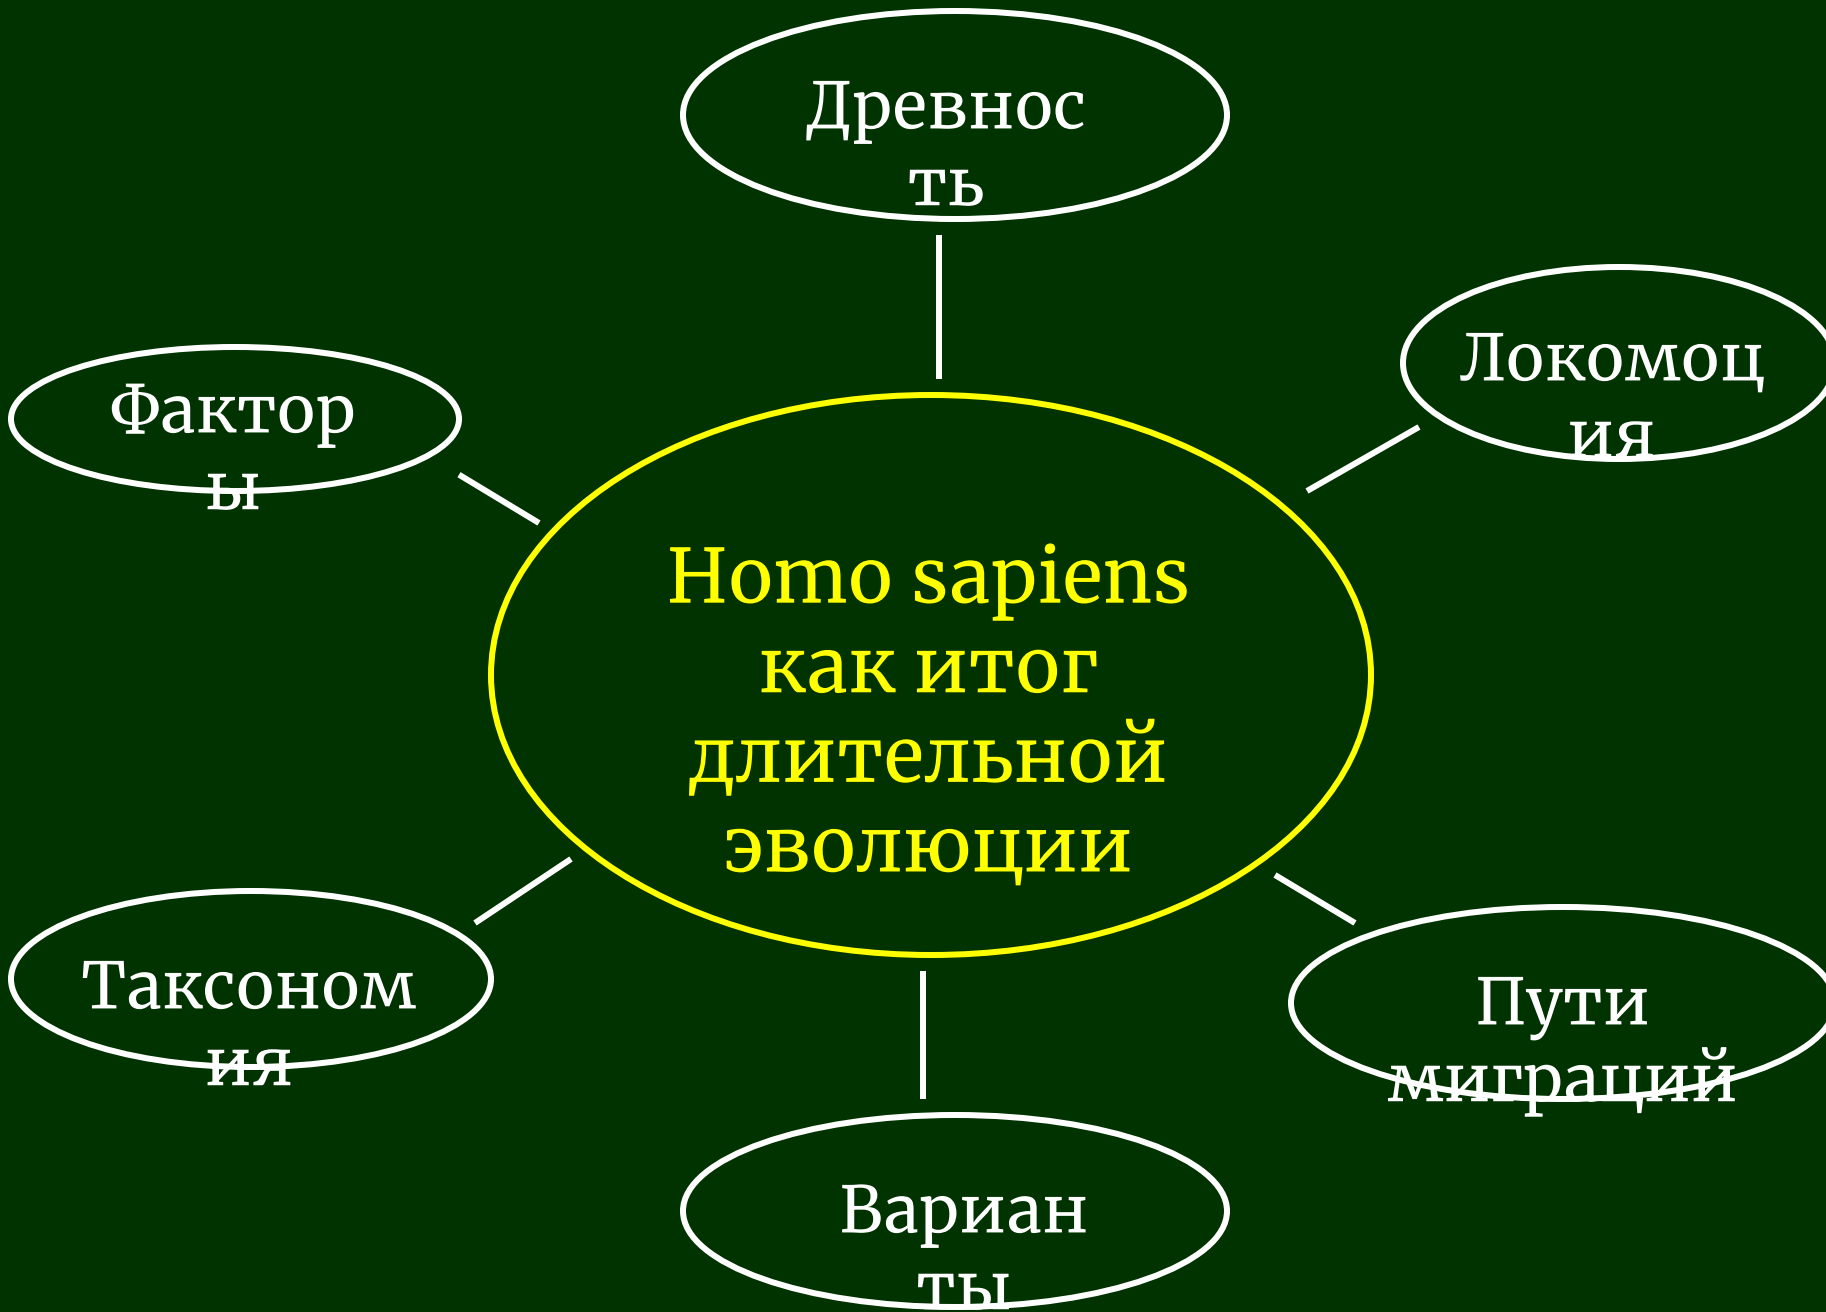 Древнос
ть
Локомоц
ия
Фактор
ы
Homo sapiens
как итог
длительной
эволюции
Таксоном
ия
Пути
миграций
Вариан
ты